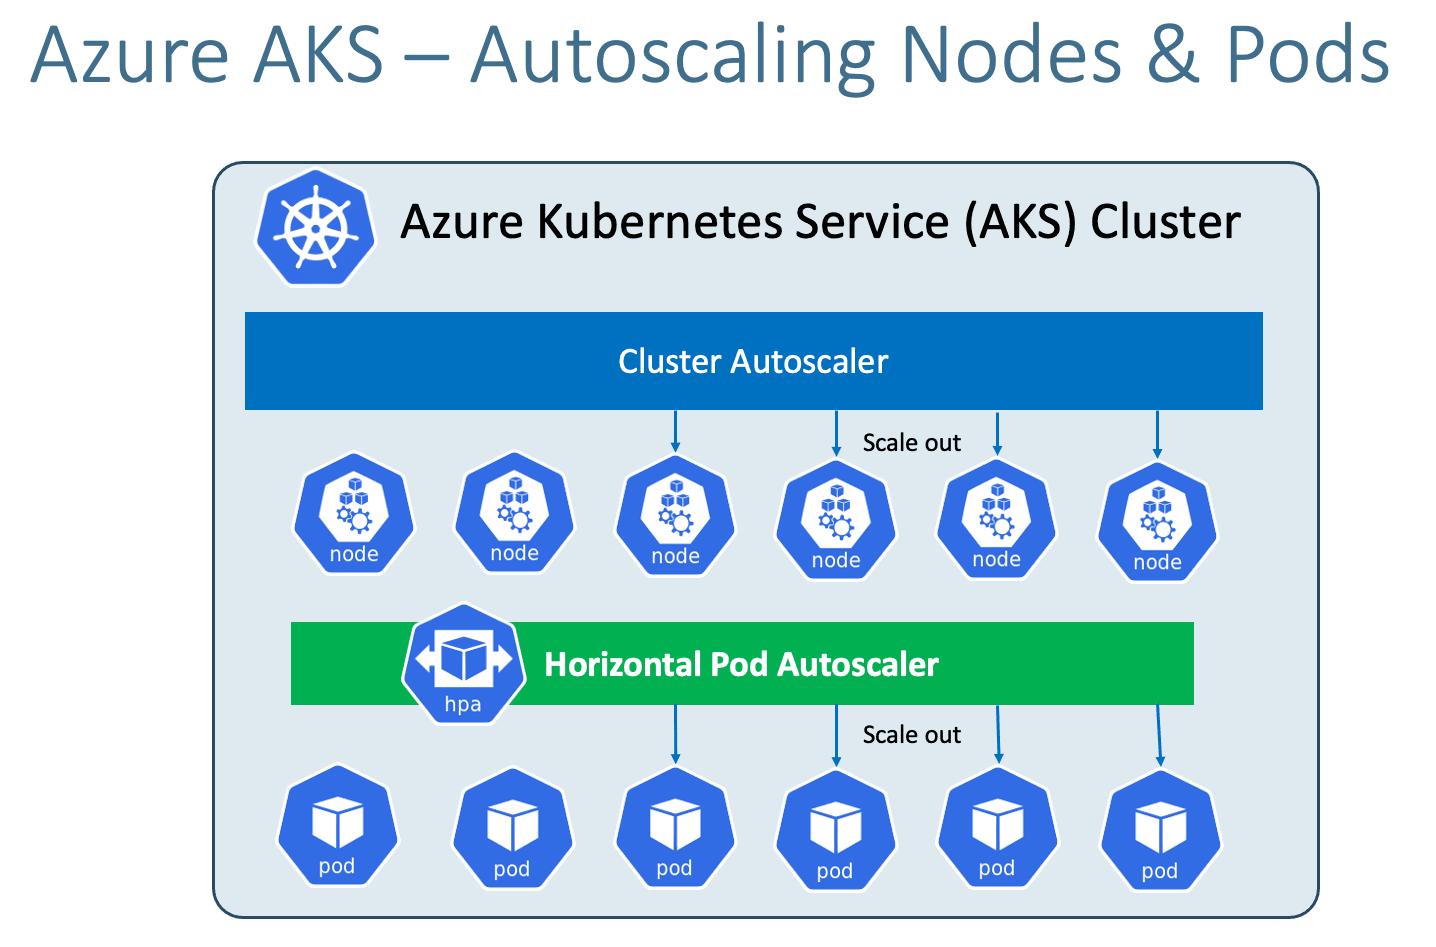 Azure AKS – Autoscaling Nodes & Pods
Azure Kubernetes Service (AKS) Cluster
Cluster Autoscaler
Scale out
node
node
node
node
node
node
Horizontal Pod Autoscaler
hpa
Scale out
pod
pod
pod
pod
pod
pod